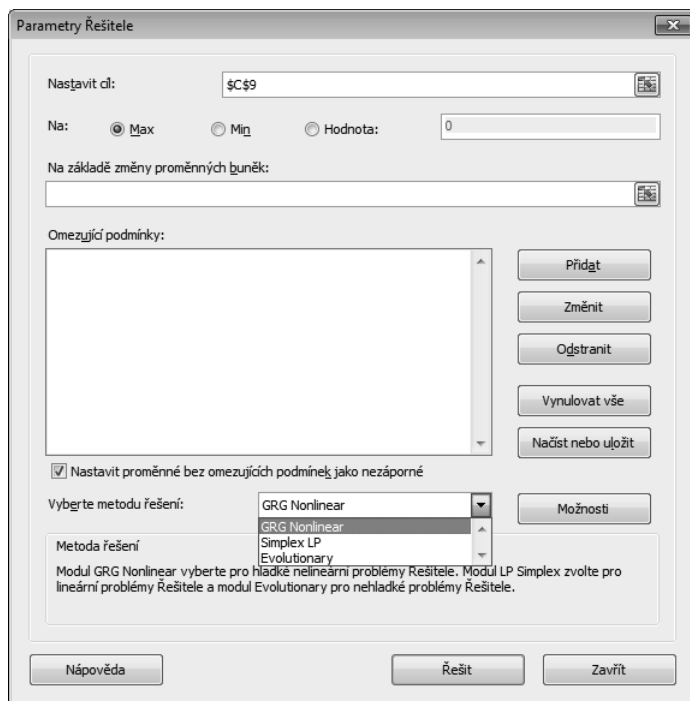 Parametry Řešitele
Nastavit cíl: $C$9
Na: Max Min Hodnota: 0
Na základě změny proměnných buněk:
Omezující podmínky:
Přidat
Změnit
Odstranit
Vynulovat vše
Načíst nebo uložit
Nastavit proměnné bez omezujících podmínek jako nezáporné
Vyberte metodu řešení: GRG Nonlinear Možnosti
GRG Nonlinear
Simplex LP
Evolutionary
Metoda řešení
Modul GRG Nonlinear vyberte pro hladké nelineární problémy Řešitele. Modul LP Simplex zvolte pro
lineární problémy Řešitele a modul Evolutionary pro nehladké problémy Řešitele.
Nápověda Řešit Zavřít